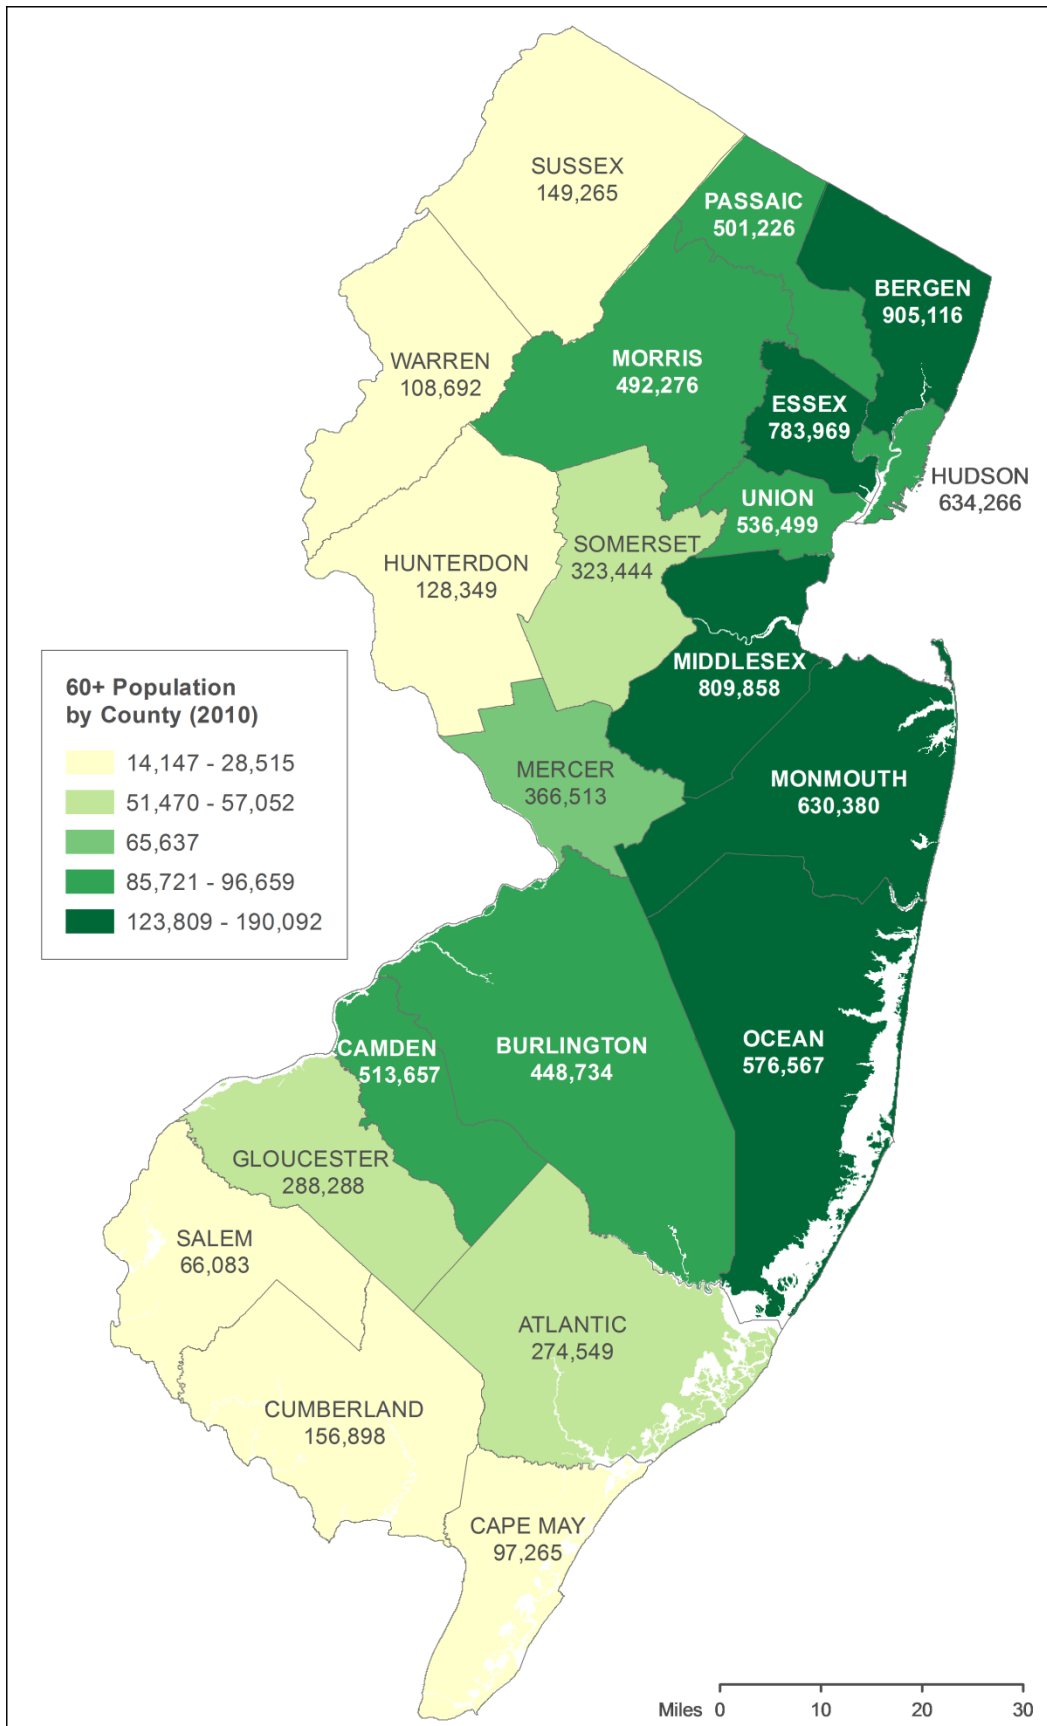 SUSSEX
149,265
PASSAIC
501,226
BERGEN
905,116
WARREN
108,692
MORRIS
492,276
ESSEX
783,969
HUDSON
634,266
UNION
536,499
SOMERSET
323,444
HUNTERDON
128,349
MIDDLESEX
809,858
60+ Population
by County (2010)
14,147 - 28,515
51,470 - 57,052
65,637
85,721 - 96,659
123,809 - 190,092
MERCER
366,513
MONMOUTH
630,380
OCEAN
576,567
CAMDEN
513,657
BURLINGTON
448,734
GLOUCESTER
288,288
SALEM
66,083
ATLANTIC
274,549
CUMBERLAND
156,898
CAPE MAY
97,265
Miles 0 10 20 30